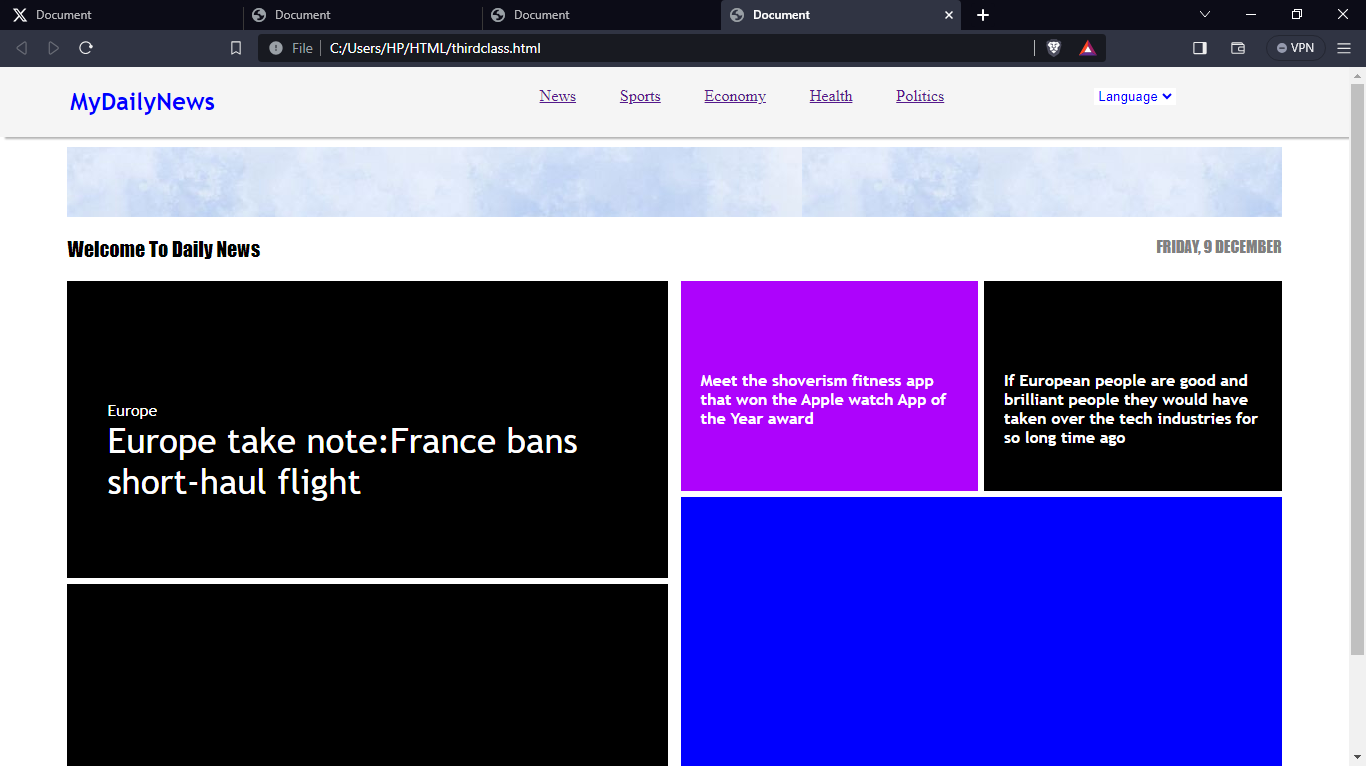 Document
Document
Document
Document
File
C:/Users/HP/HTML/thirdclass.html
VPN
MyDailyNews
News
Sports
Economy
Health
Politics
Language
Welcome To Daily News
FRIDAY, 9 DECEMBER
Europe
Europe take note:France bans
short-haul flight
Meet the shoverism fitness app
that won the Apple watch App of
the Year award
If European people are good and
brilliant people they would have
taken over the tech industries for
so long time ago